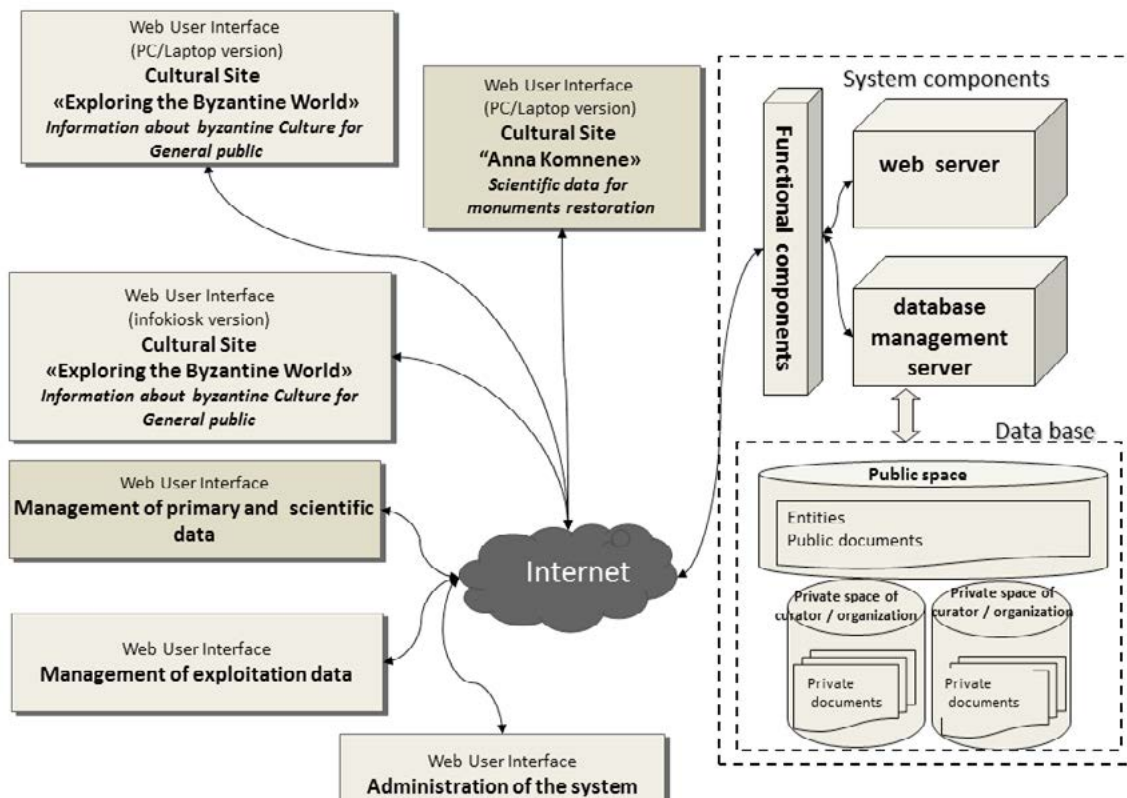 Web User Interface
(PC/Laptop version)
Cultural Site
«Exploring the Byzantine World»
Information about byzantine Culture for
General public
Web User Interface
(PC/Laptop version)
Cultural Site
“Anna Komnene»
Scientific data for
monuments restoration
Web User Interface
(infokiosk version)
Cultural Site
«Exploring the Byzantine World»
Information about byzantine Culture for
General public
Web User Interface
Management of primary and scientific
data
Web User Interface
Management of exploitation data
Web User Interface
Administration of the system
Internet
System components
Functional components
web server
database
management
server
Data base
Public space
Entities
Public documents
Private space of
curator / organization
Private
documents
Private space of
curator / organization
Private
documents